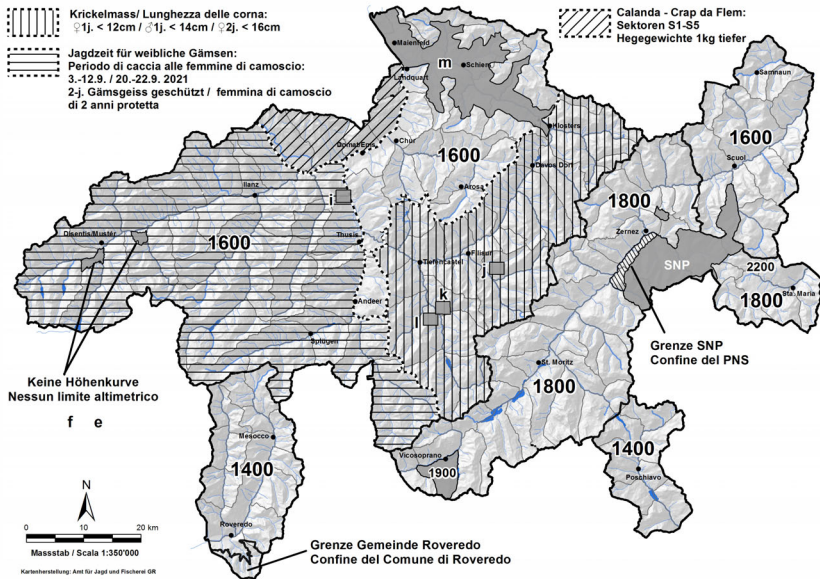 Krickelmass/ Lunghezza delle corna:
♀1j. < 12cm / ♂1j. < 14cm / ♀2j. < 16cm
Jagdzeit für weibliche Gämsen:
Periodo di caccia alle femmine di camoscio:
3.-12.9. / 20.-22.9. 2021
2-j. Gämsgeiss geschützt / femmina di camoscio
di 2 anni protetta
Calanda - Crap da Flem:
Sektoren S1-S5
Hegegewichte 1kg tiefer
Maienfeld
m
Schiers
Landquart
Samnaun
Klosters
Domat/Ems
Chur
1600
1600
Davos Dorf
Scuol
Ilanz
i
Arosa
1800
Disentis/Mustér
1600
Thusis
Zernez
Tiefencastel
Filisur
j
SNP
2200
Sta. Maria
1800
Andeer
k
l
Splügen
Grenze SNP
Confine del PNS
Keine Höhenkurve
Nessun limite altimetrico
f e
St. Moritz
1800
Mesocco
1400
Vicosoprano
1900
1400
Poschiavo
N
0 10 20 km
Massstab / Scala 1:350'000
Kartenherstellung: Amt für Jagd und Fischerei GR
Roveredo
Grenze Gemeinde Roveredo
Confine del Comune di Roveredo